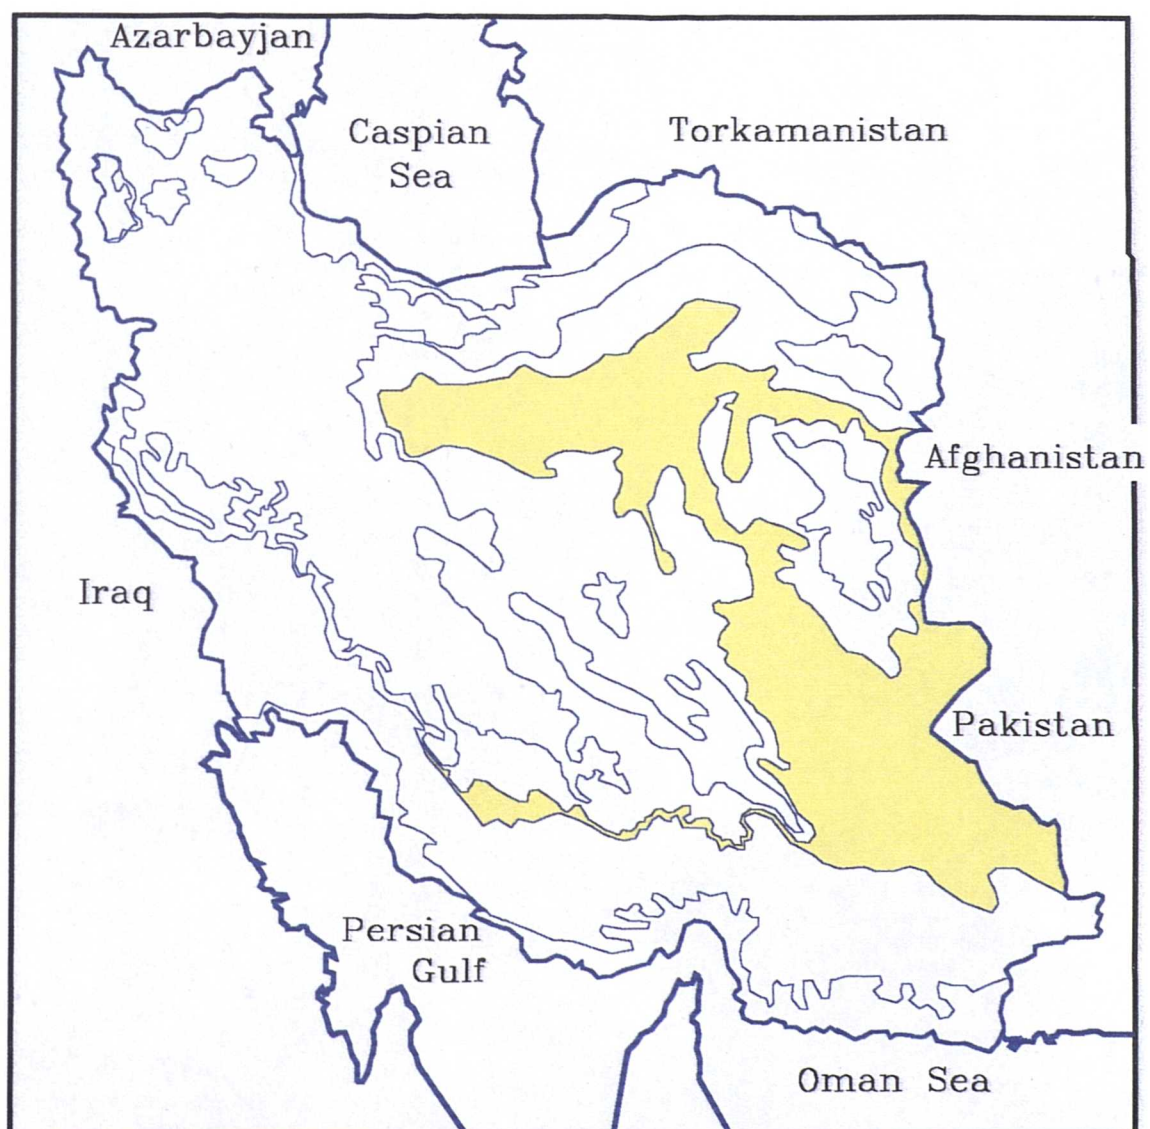 Azarbayjan
Caspian
Sea
Torkamanistan
Afghanistan
Iraq
Pakistan
Persian
Gulf
Oman Sea